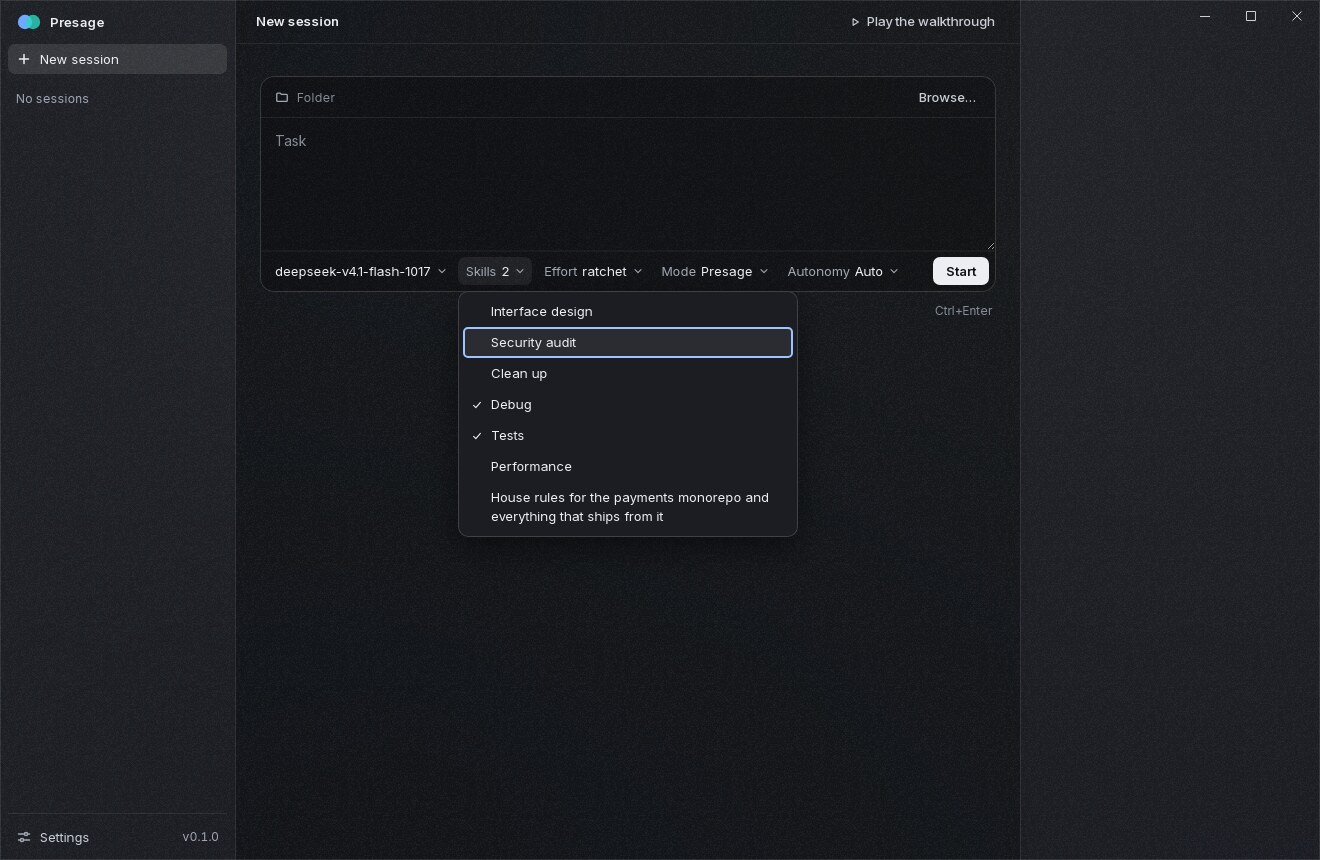 Presage
New session
No sessions
New session
Play the walkthrough
Folder
Browse…
Task
deepseek-v4.1-flash-1017
Skills 2
Effort ratchet
Mode Presage
Autonomy Auto
Start
Ctrl+Enter
Interface design
Security audit
Clean up
Debug
Tests
Performance
House rules for the payments monorepo and
everything that ships from it
Settings
v0.1.0